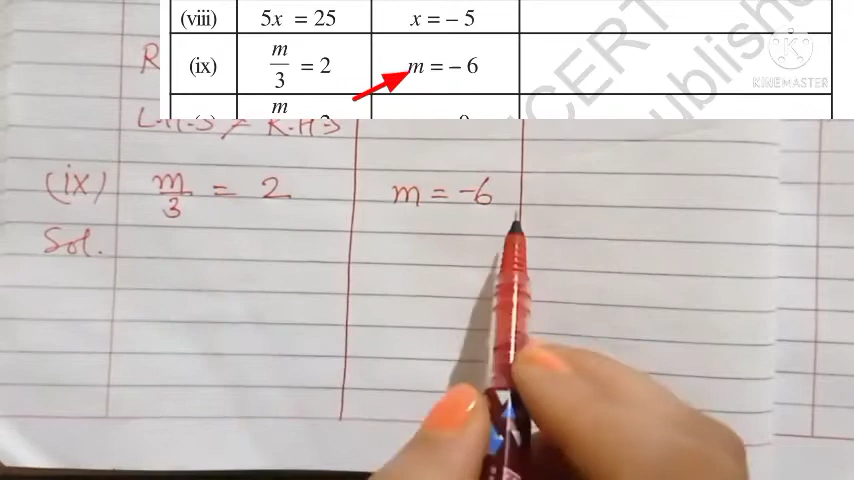 (viii) 5x = 25 x = – 5
(ix) m/3 = 2 m = – 6
KINEMASTER
m
R
L.H.S ≠ R.H.S
(ix) m/3 = 2 m = -6
Sol.